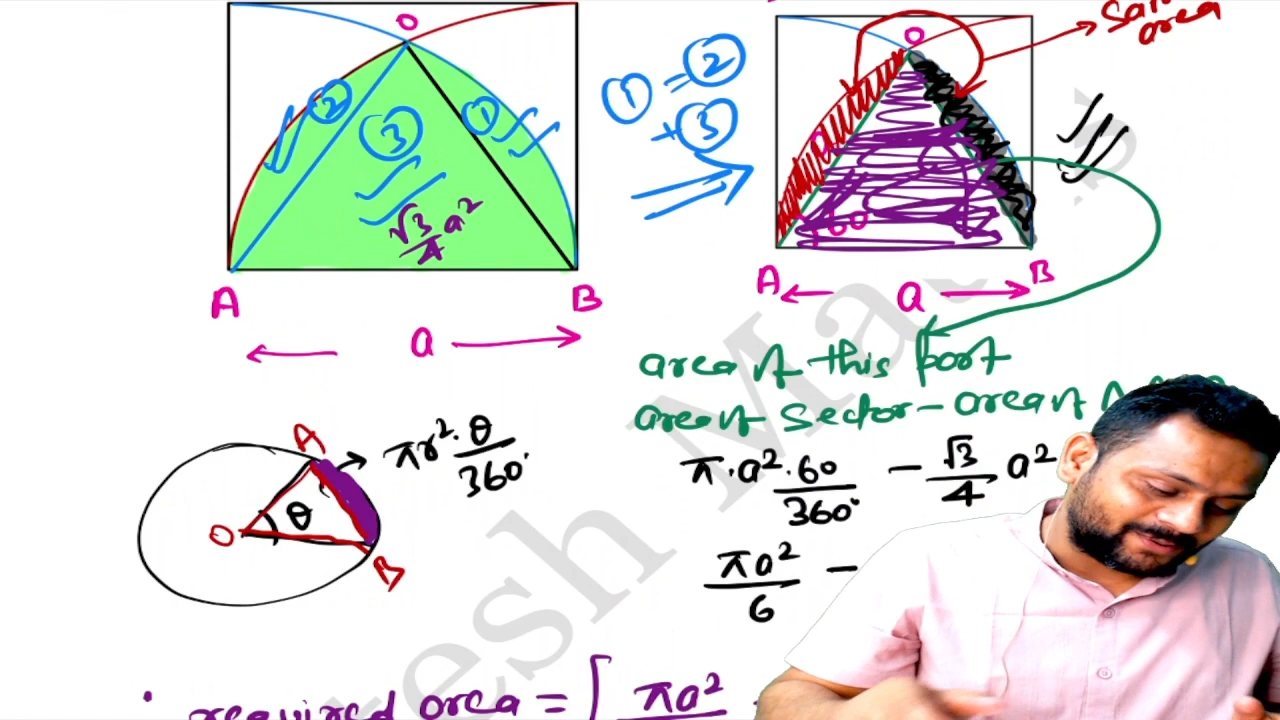 O
②
③
①
√3/4 a²
A
B
a
① = ②
+ ③
O
60
Same
area
A
a
B
area of this part
area of Sector - area of
A
πr² · θ/360°
O
θ
B
π·a²·60/360° - √3/4 a²
πa²/6 -
required area = [ πa²